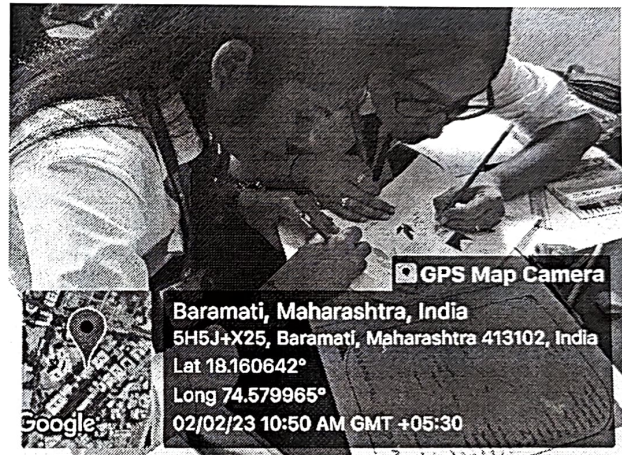 GPS Map Camera
Baramati, Maharashtra, India
5H5J+X25, Baramati, Maharashtra 413102, India
Lat 18.160642°
Long 74.579965°
Google
02/02/23 10:50 AM GMT +05:30